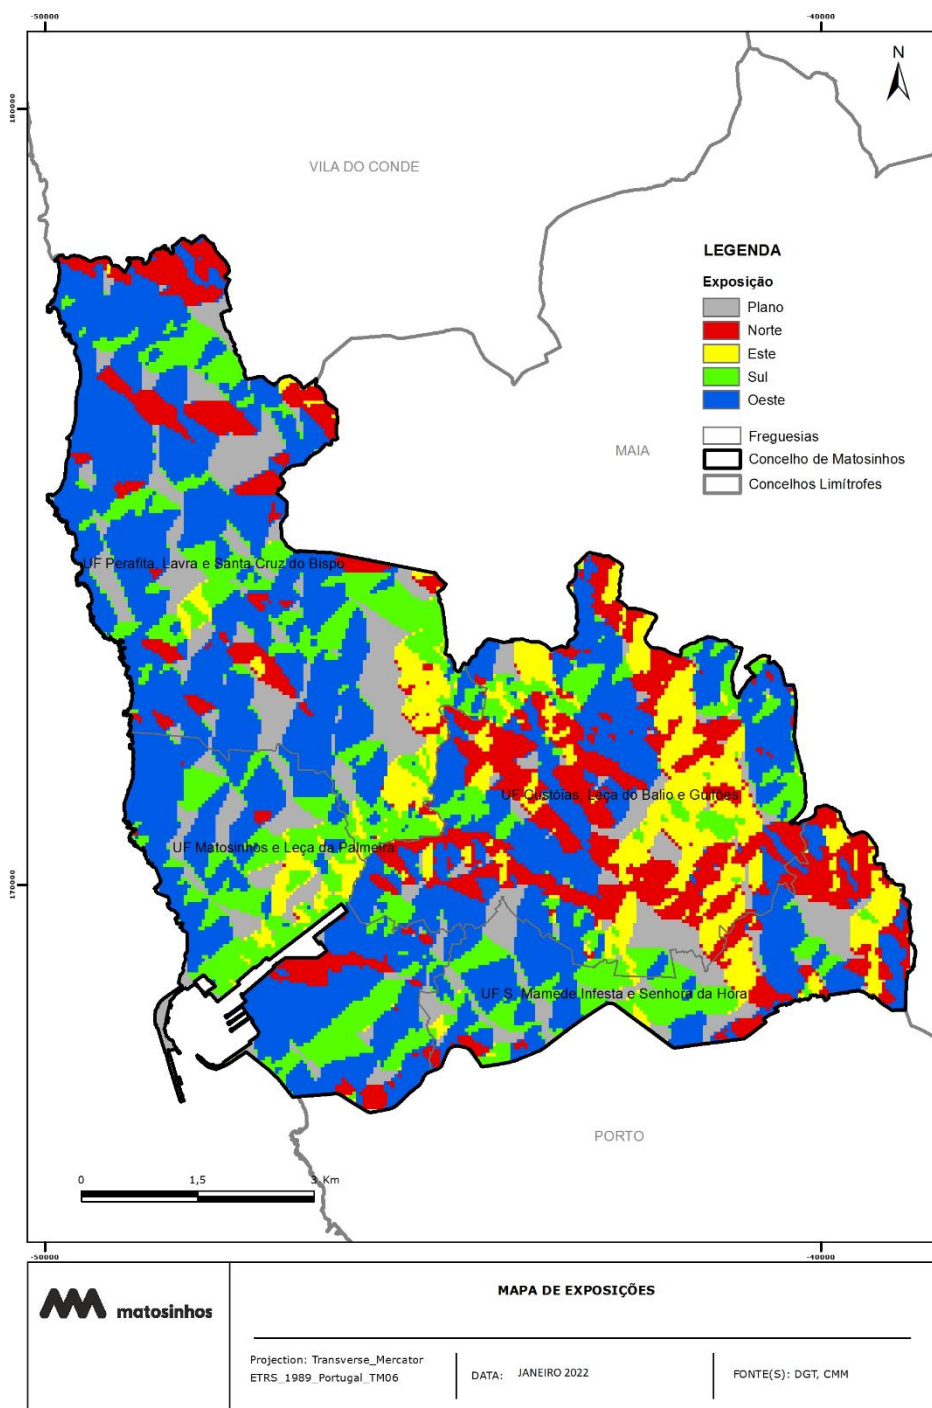 -50000
-40000
180000
N
VILA DO CONDE
LEGENDA
Exposição
Plano
Norte
Este
Sul
Oeste
Freguesias
Concelho de Matosinhos
Concelhos Limítrofes
MAIA
UF Perafita, Lavra e Santa Cruz do Bispo
UF Custóias, Leça do Balio e Guifões
UF Matosinhos e Leça da Palmeira
170000
UF S. Mamede Infesta e Senhora da Hora
PORTO
0
1,5
3 Km
-50000
-40000
matosinhos
MAPA DE EXPOSIÇÕES
Projection: Transverse_Mercator
ETRS_1989_Portugal_TM06
DATA: JANEIRO 2022
FONTE(S): DGT, CMM